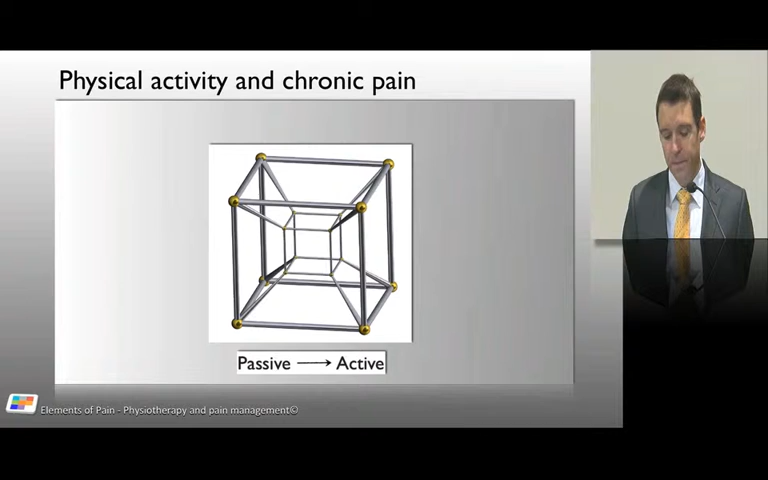 Physical activity and chronic pain
Passive → Active
Elements of Pain - Physiotherapy and pain management©